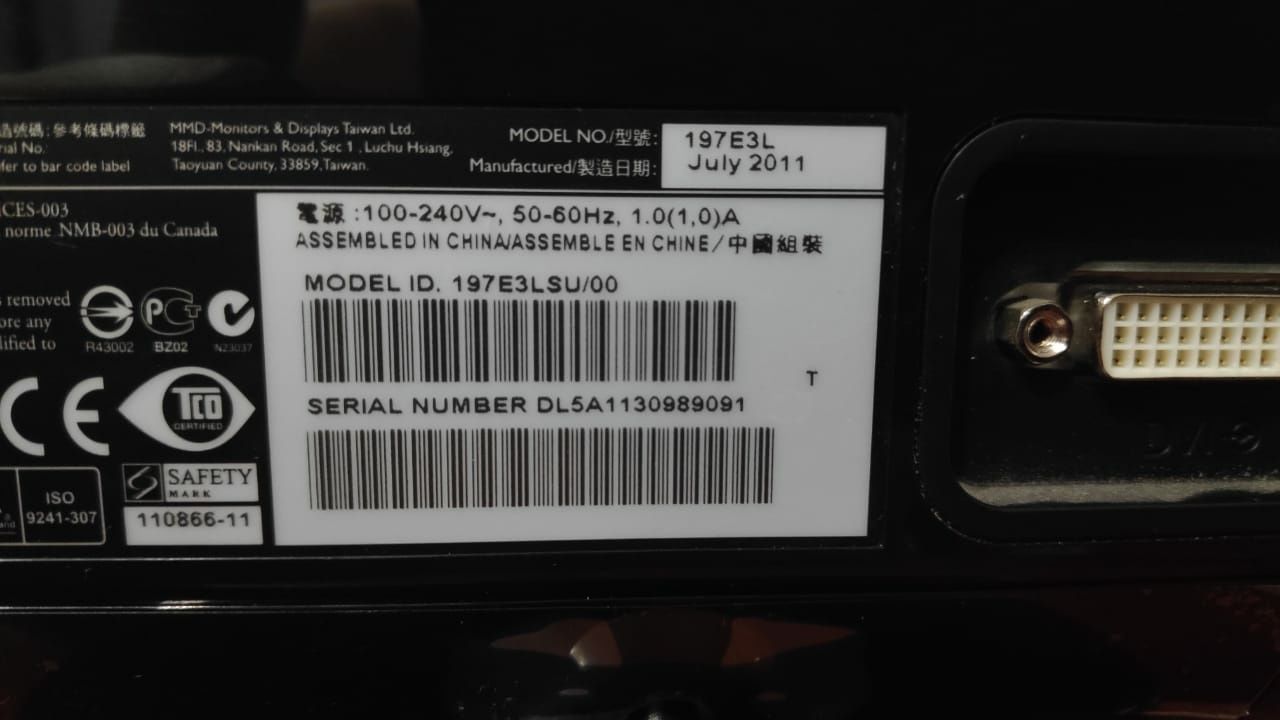 造號碼: 參考條碼標籤
rial No.
fer to bar code label
MMD-Monitors & Displays Taiwan Ltd.
18Fl., 83, Nankan Road, Sec 1 , Luchu Hsiang,
Taoyuan County, 33859, Taiwan.
MODEL NO./型號: 197E3L
Manufactured/製造日期: July 2011
CES-003
norme NMB-003 du Canada
s removed
ore any
lified to
R43002
BZ02
N23037
CE
TCO
CERTIFIED
ISO
9241-307
SAFETY
MARK
110866-11
電源 :100-240V~, 50-60Hz, 1.0(1,0)A
ASSEMBLED IN CHINA/ASSEMBLE EN CHINE/中國組裝
MODEL ID. 197E3LSU/00
T
SERIAL NUMBER DL5A1130989091